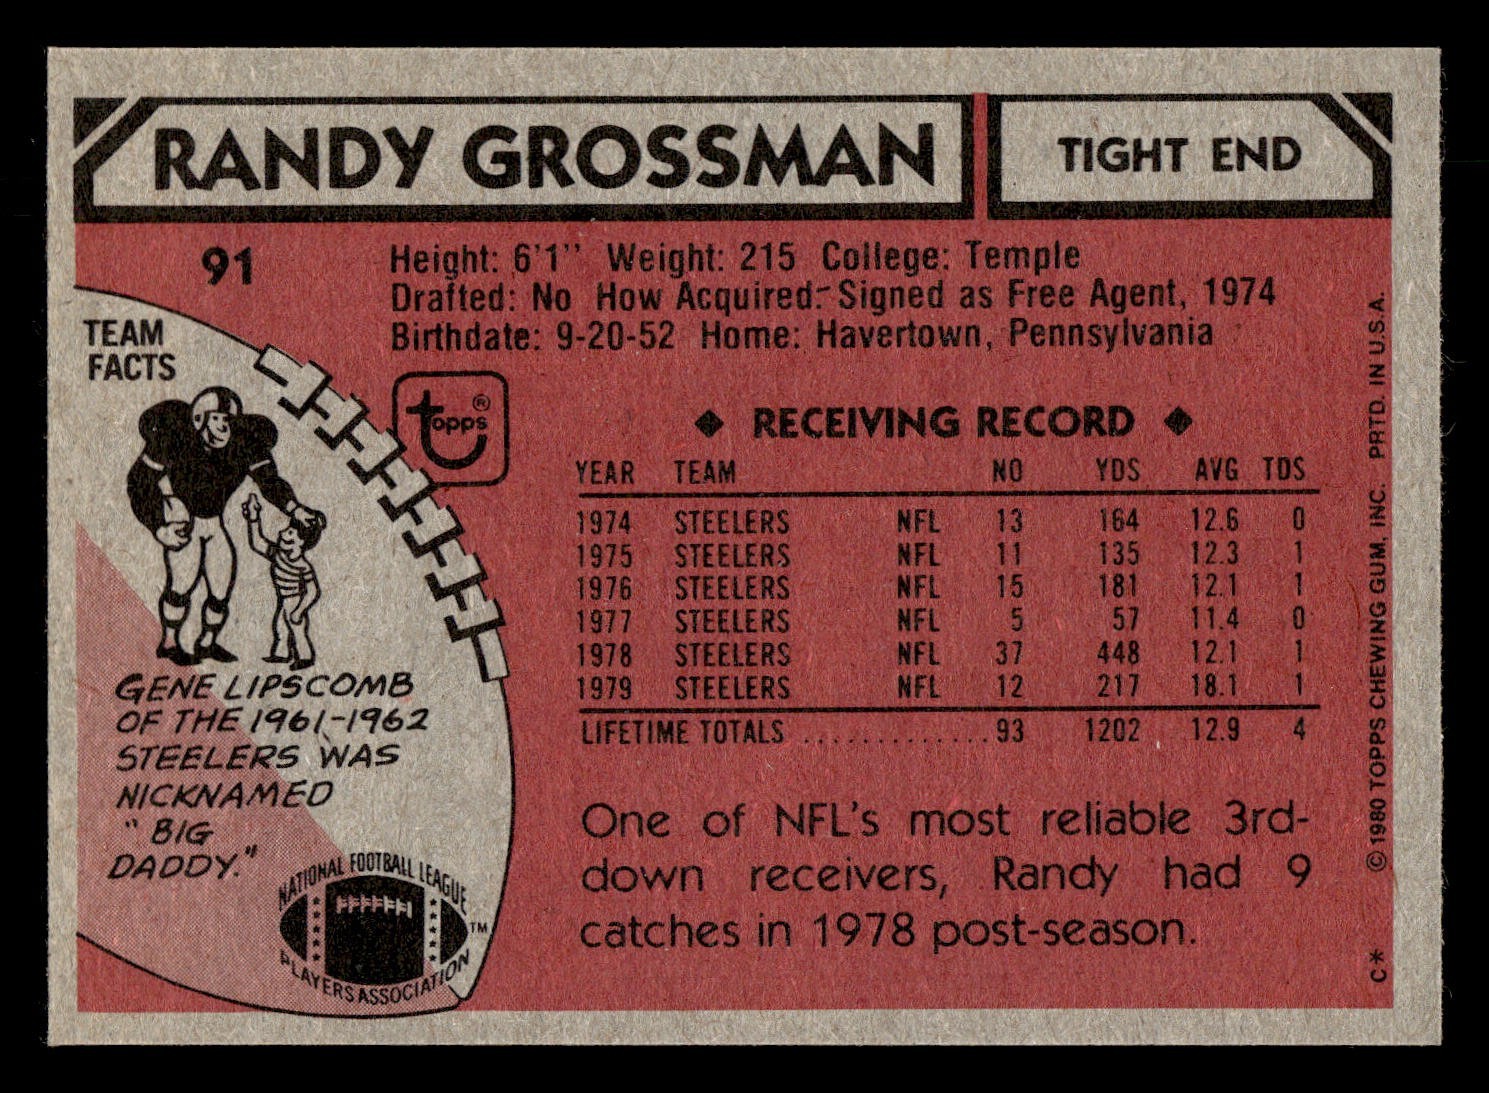 RANDY GROSSMAN
TIGHT END
91
Height: 6'1" Weight: 215 College: Temple
Drafted: No How Acquired: Signed as Free Agent, 1974
Birthdate: 9-20-52 Home: Havertown, Pennsylvania
TEAM
FACTS
topps®
GENE LIPSCOMB
OF THE 1961-1962
STEELERS WAS
NICKNAMED
"BIG
DADDY."
NATIONAL FOOTBALL LEAGUE
PLAYERS ASSOCIATION
TM
◆ RECEIVING RECORD ◆
YEAR TEAM NO YDS AVG TDS
1974 STEELERS NFL 13 164 12.6 0
1975 STEELERS NFL 11 135 12.3 1
1976 STEELERS NFL 15 181 12.1 1
1977 STEELERS NFL 5 57 11.4 0
1978 STEELERS NFL 37 448 12.1 1
1979 STEELERS NFL 12 217 18.1 1
LIFETIME TOTALS .............93 1202 12.9 4
One of NFL's most reliable 3rd-
down receivers, Randy had 9
catches in 1978 post-season.
C* © 1980 TOPPS CHEWING GUM, INC. PRTD. IN U.S.A.